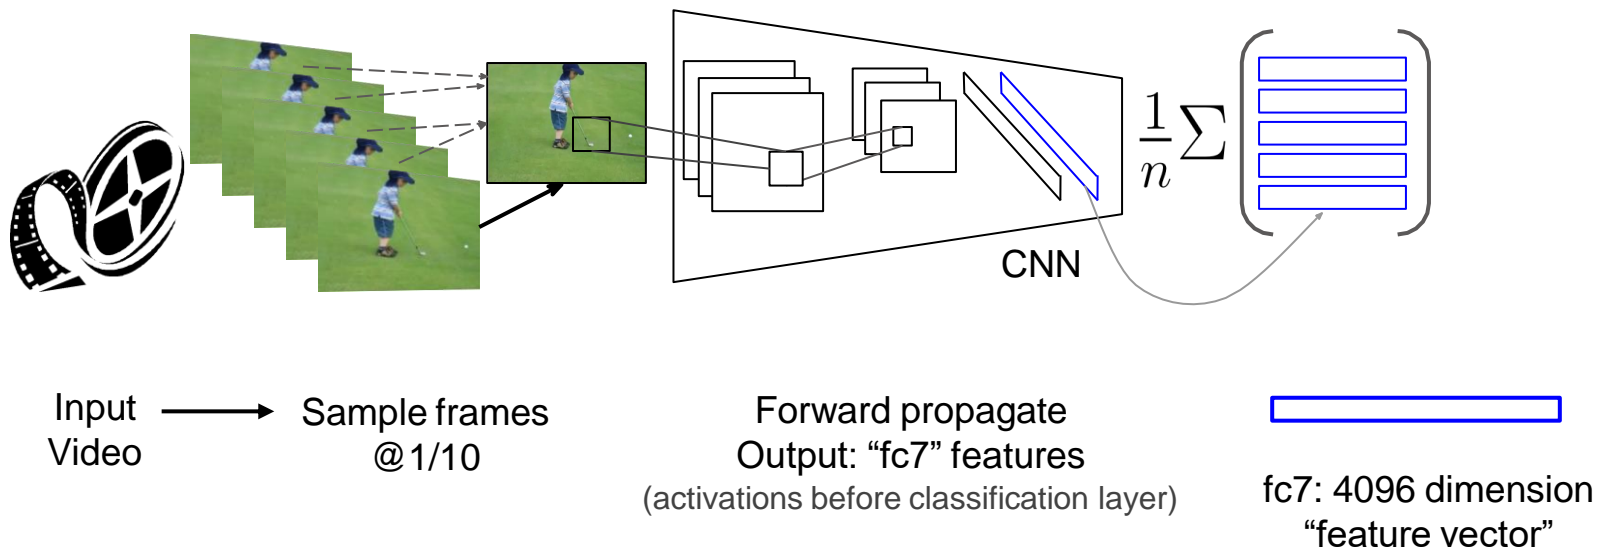 CNN
1/n ∑
Input
Video
Sample frames
@1/10
Forward propagate
Output: “fc7” features
(activations before classification layer)
fc7: 4096 dimension
“feature vector”